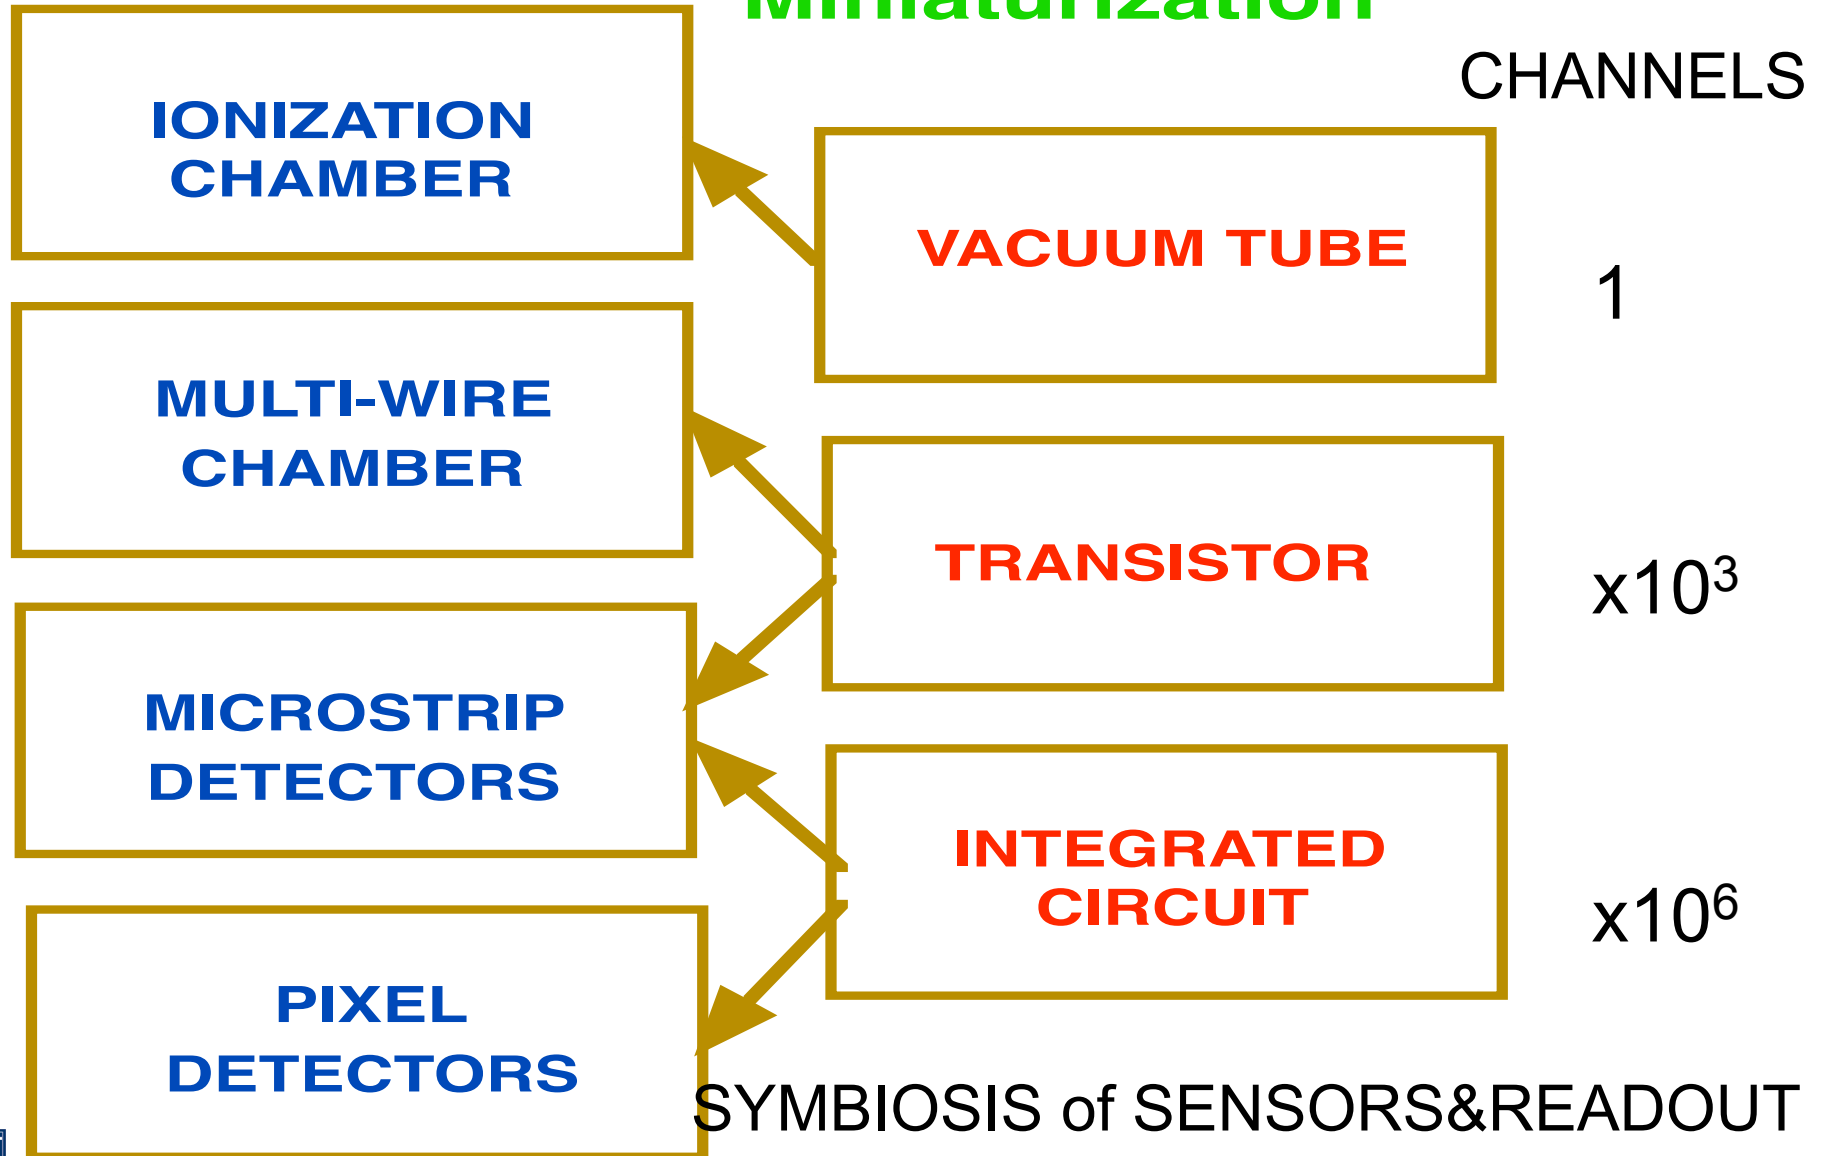 Miniaturization
CHANNELS
IONIZATION
CHAMBER
VACUUM TUBE
1
MULTI-WIRE
CHAMBER
TRANSISTOR
x10³
MICROSTRIP
DETECTORS
INTEGRATED
CIRCUIT
x10⁶
PIXEL
DETECTORS
SYMBIOSIS of SENSORS&READOUT